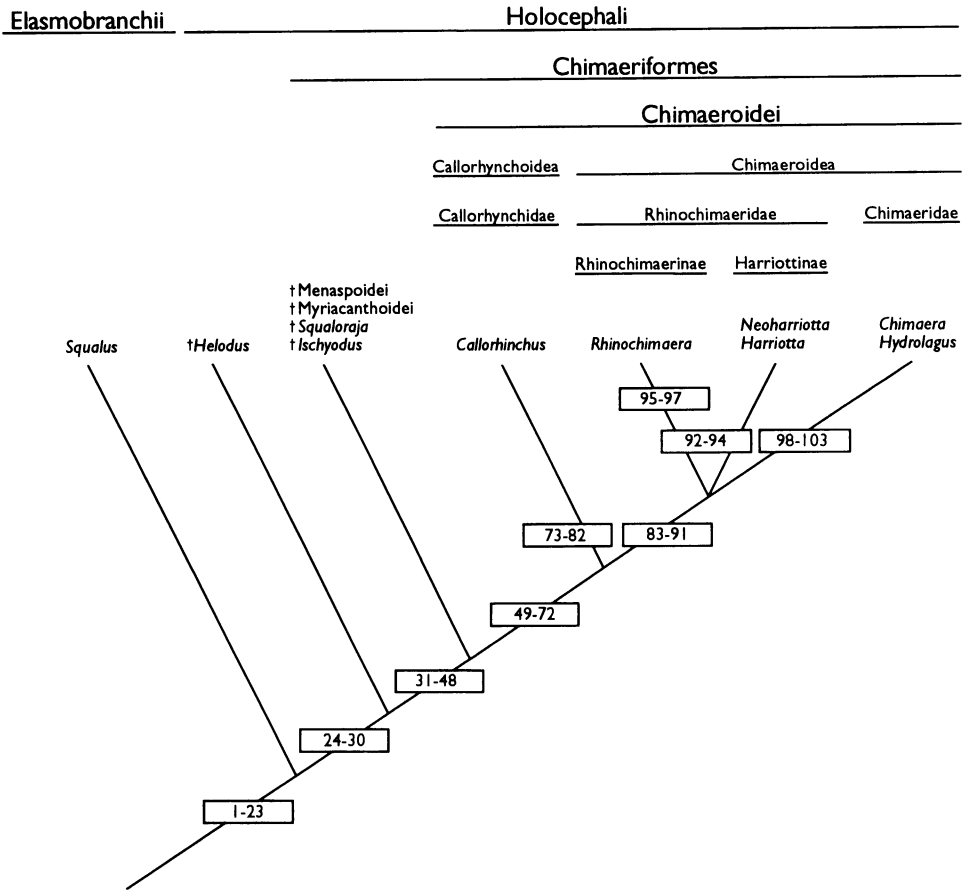 Elasmobranchii Holocephali
Chimaeriformes
Chimaeroidei
Callorhynchoidea Chimaeroidea
Callorhynchidae Rhinochimaeridae Chimaeridae
Rhinochimaerinae Harriottinae
†Menaspoidei
†Myriacanthoidei
†Squaloraja Neoharriotta Chimaera
Squalus †Helodus †Ischyodus Callorhinchus Rhinochimaera Harriotta Hydrolagus
95-97
92-94 98-103
73-82 83-91
49-72
31-48
24-30
1-23